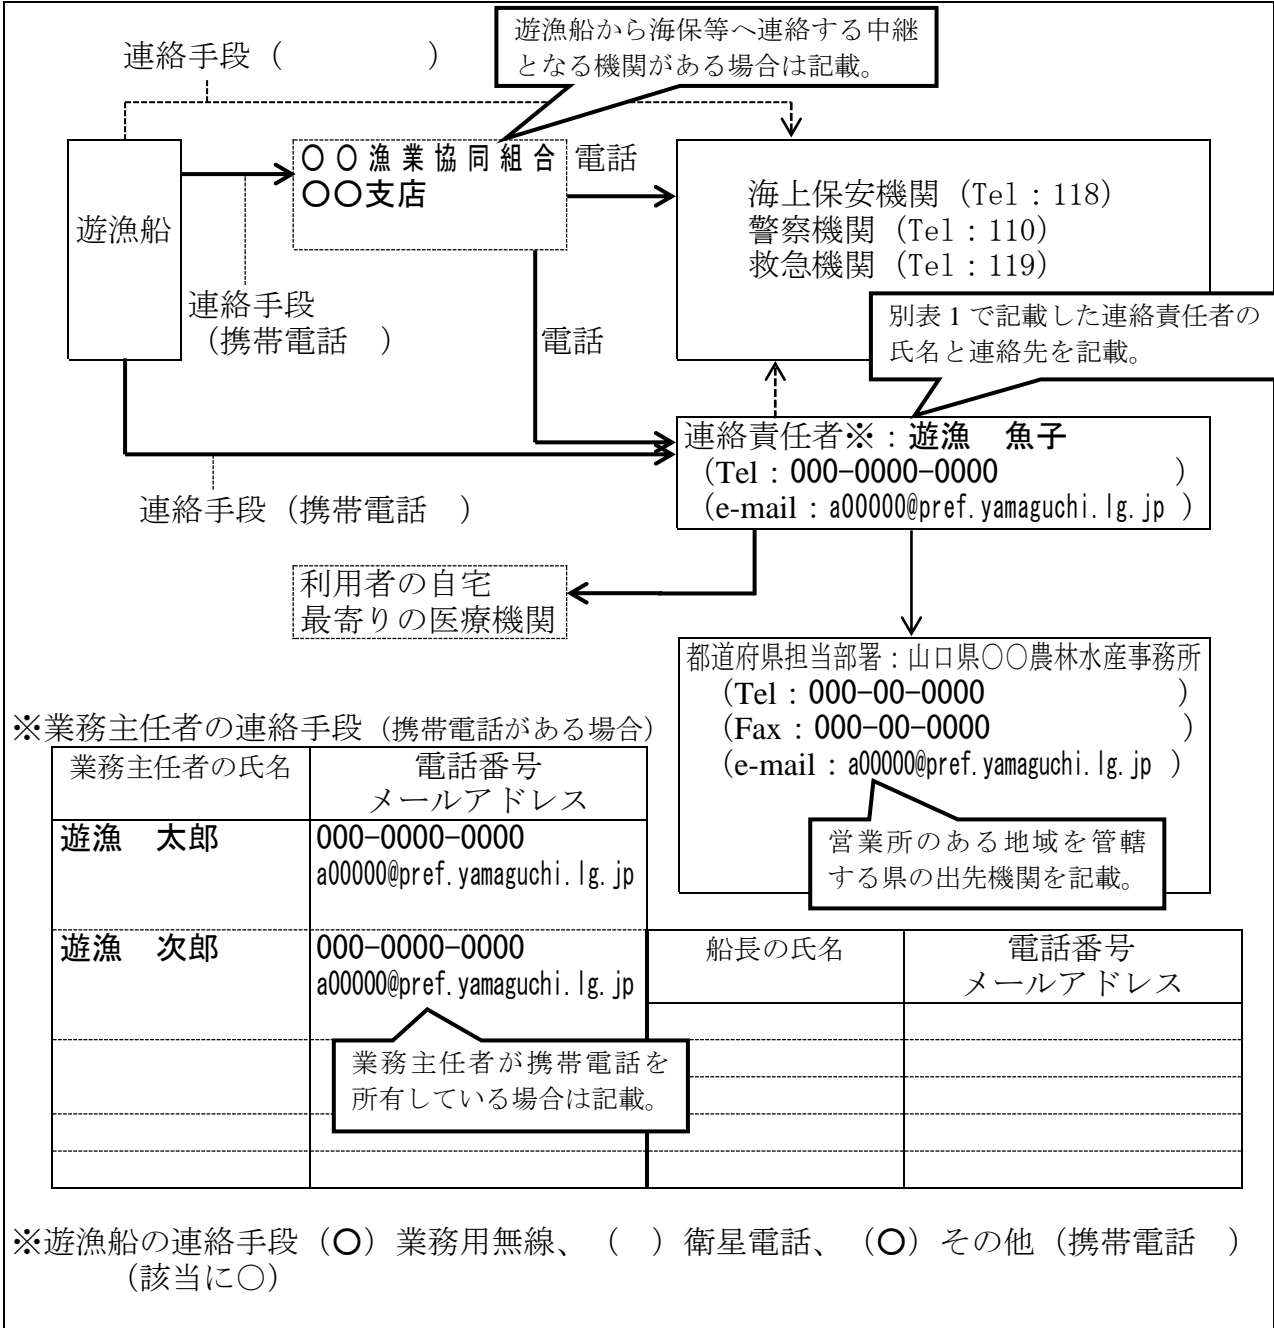 遊漁船から海保等へ連絡する中継
となる機関がある場合は記載。
連絡手段（　　　　）
〇〇漁業協同組合
〇〇支店
電話
遊漁船
海上保安機関（Tel：118）
警察機関（Tel：110）
救急機関（Tel：119）
連絡手段
（携帯電話　）
電話
別表1で記載した連絡責任者の
氏名と連絡先を記載。
連絡責任者※：遊漁　魚子
（Tel：000-0000-0000　　　　　）
（e-mail：a00000@pref.yamaguchi.lg.jp ）
連絡手段（携帯電話　）
利用者の自宅
最寄りの医療機関
都道府県担当部署：山口県〇〇農林水産事務所
（Tel：000-00-0000　　　　　）
（Fax：000-00-0000　　　　　）
（e-mail：a00000@pref.yamaguchi.lg.jp ）
営業所のある地域を管轄
する県の出先機関を記載。
※業務主任者の連絡手段（携帯電話がある場合）
業務主任者の氏名
電話番号
メールアドレス
遊漁　太郎
000-0000-0000
a00000@pref.yamaguchi.lg.jp
遊漁　次郎
000-0000-0000
a00000@pref.yamaguchi.lg.jp
業務主任者が携帯電話を
所有している場合は記載。
船長の氏名
電話番号
メールアドレス
※遊漁船の連絡手段（〇）業務用無線、（　）衛星電話、（〇）その他（携帯電話　）
（該当に〇）